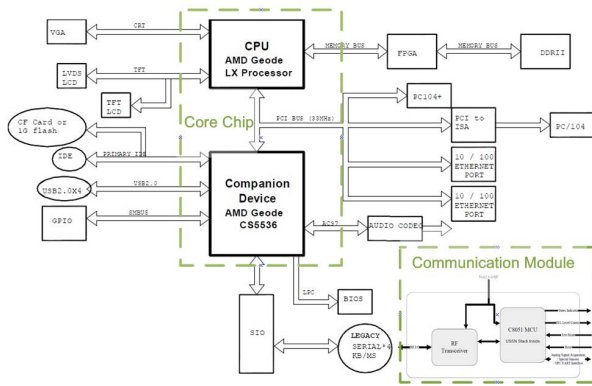 CRT
VGA
CPU
AMD Geode
LX Processor
MEMORY BUS
FPGA
MEMORY BUS
DDRII
LVDS
LCD
TFT
TFT
LCD
Core Chip
PC104+
CF Card or
1G flash
PCI BUS (33MHz)
PCI to
ISA
PC/104
IDE
PRIMARY IDE
10 / 100
ETHERNET
PORT
USB2.0X4
USB2.0
Companion
Device
AMD Geode
CS5536
10 / 100
ETHERNET
PORT
GPIO
SMBUS
AC97
AUDIO CODEC
Communication Module
LPC
BIOS
SIO
LEGACY
SERIAL*4
KB/MS
RF
Transceiver
C8051 MCU
Analog Signal Acquisition